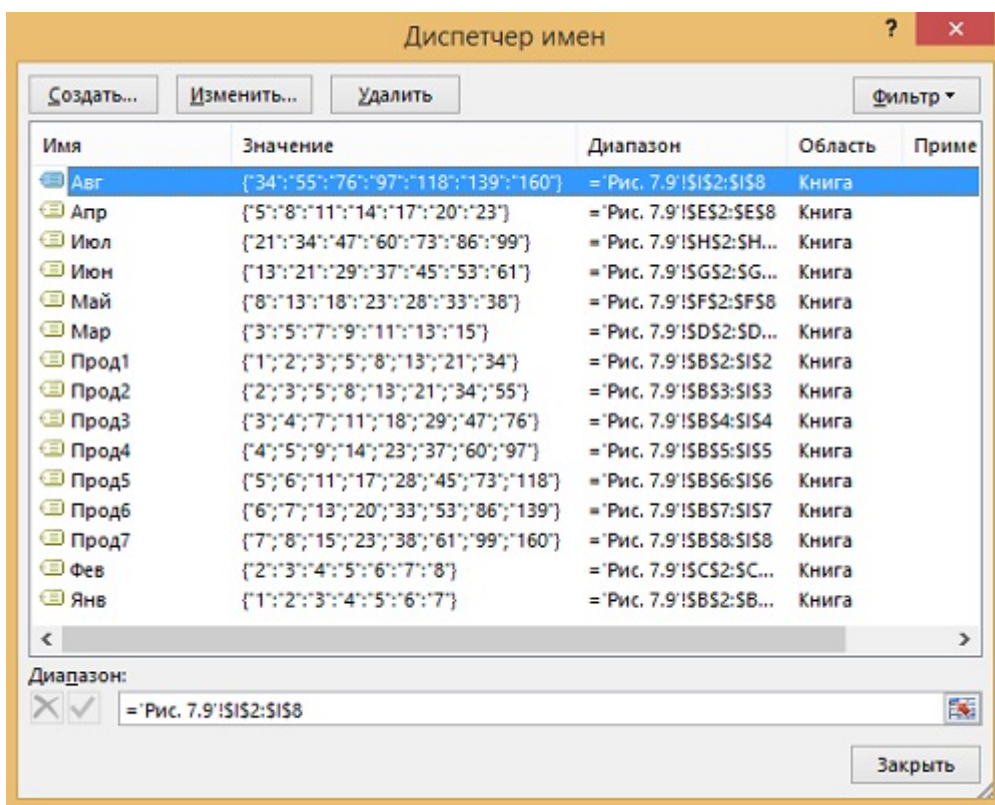 Диспетчер имен
? ×
Создать... Изменить... Удалить Фильтр
Имя Значение Диапазон Область Приме
Авг {"34":"55":"76":"97":"118":"139":"160"} ='Рис. 7.9'!$I$2:$I$8 Книга
Апр {"5":"8":"11":"14":"17":"20":"23"} ='Рис. 7.9'!$E$2:$E$8 Книга
Июл {"21":"34":"47":"60":"73":"86":"99"} ='Рис. 7.9'!$H$2:$H... Книга
Июн {"13":"21":"29":"37":"45":"53":"61"} ='Рис. 7.9'!$G$2:$G... Книга
Май {"8":"13":"18":"23":"28":"33":"38"} ='Рис. 7.9'!$F$2:$F$8 Книга
Мар {"3":"5":"7":"9":"11":"13":"15"} ='Рис. 7.9'!$D$2:$D... Книга
Прод1 {"1";"2";"3";"5";"8";"13";"21";"34"} ='Рис. 7.9'!$B$2:$I$2 Книга
Прод2 {"2";"3";"5";"8";"13";"21";"34";"55"} ='Рис. 7.9'!$B$3:$I$3 Книга
Прод3 {"3";"4";"7";"11";"18";"29";"47";"76"} ='Рис. 7.9'!$B$4:$I$4 Книга
Прод4 {"4";"5";"9";"14";"23";"37";"60";"97"} ='Рис. 7.9'!$B$5:$I$5 Книга
Прод5 {"5";"6";"11";"17";"28";"45";"73";"118"} ='Рис. 7.9'!$B$6:$I$6 Книга
Прод6 {"6";"7";"13";"20";"33";"53";"86";"139"} ='Рис. 7.9'!$B$7:$I$7 Книга
Прод7 {"7";"8";"15";"23";"38";"61";"99";"160"} ='Рис. 7.9'!$B$8:$I$8 Книга
Фев {"2":"3":"4":"5":"6":"7":"8"} ='Рис. 7.9'!$C$2:$C... Книга
Янв {"1":"2":"3":"4":"5":"6":"7"} ='Рис. 7.9'!$B$2:$B... Книга
Диапазон:
='Рис. 7.9'!$I$2:$I$8
Закрыть